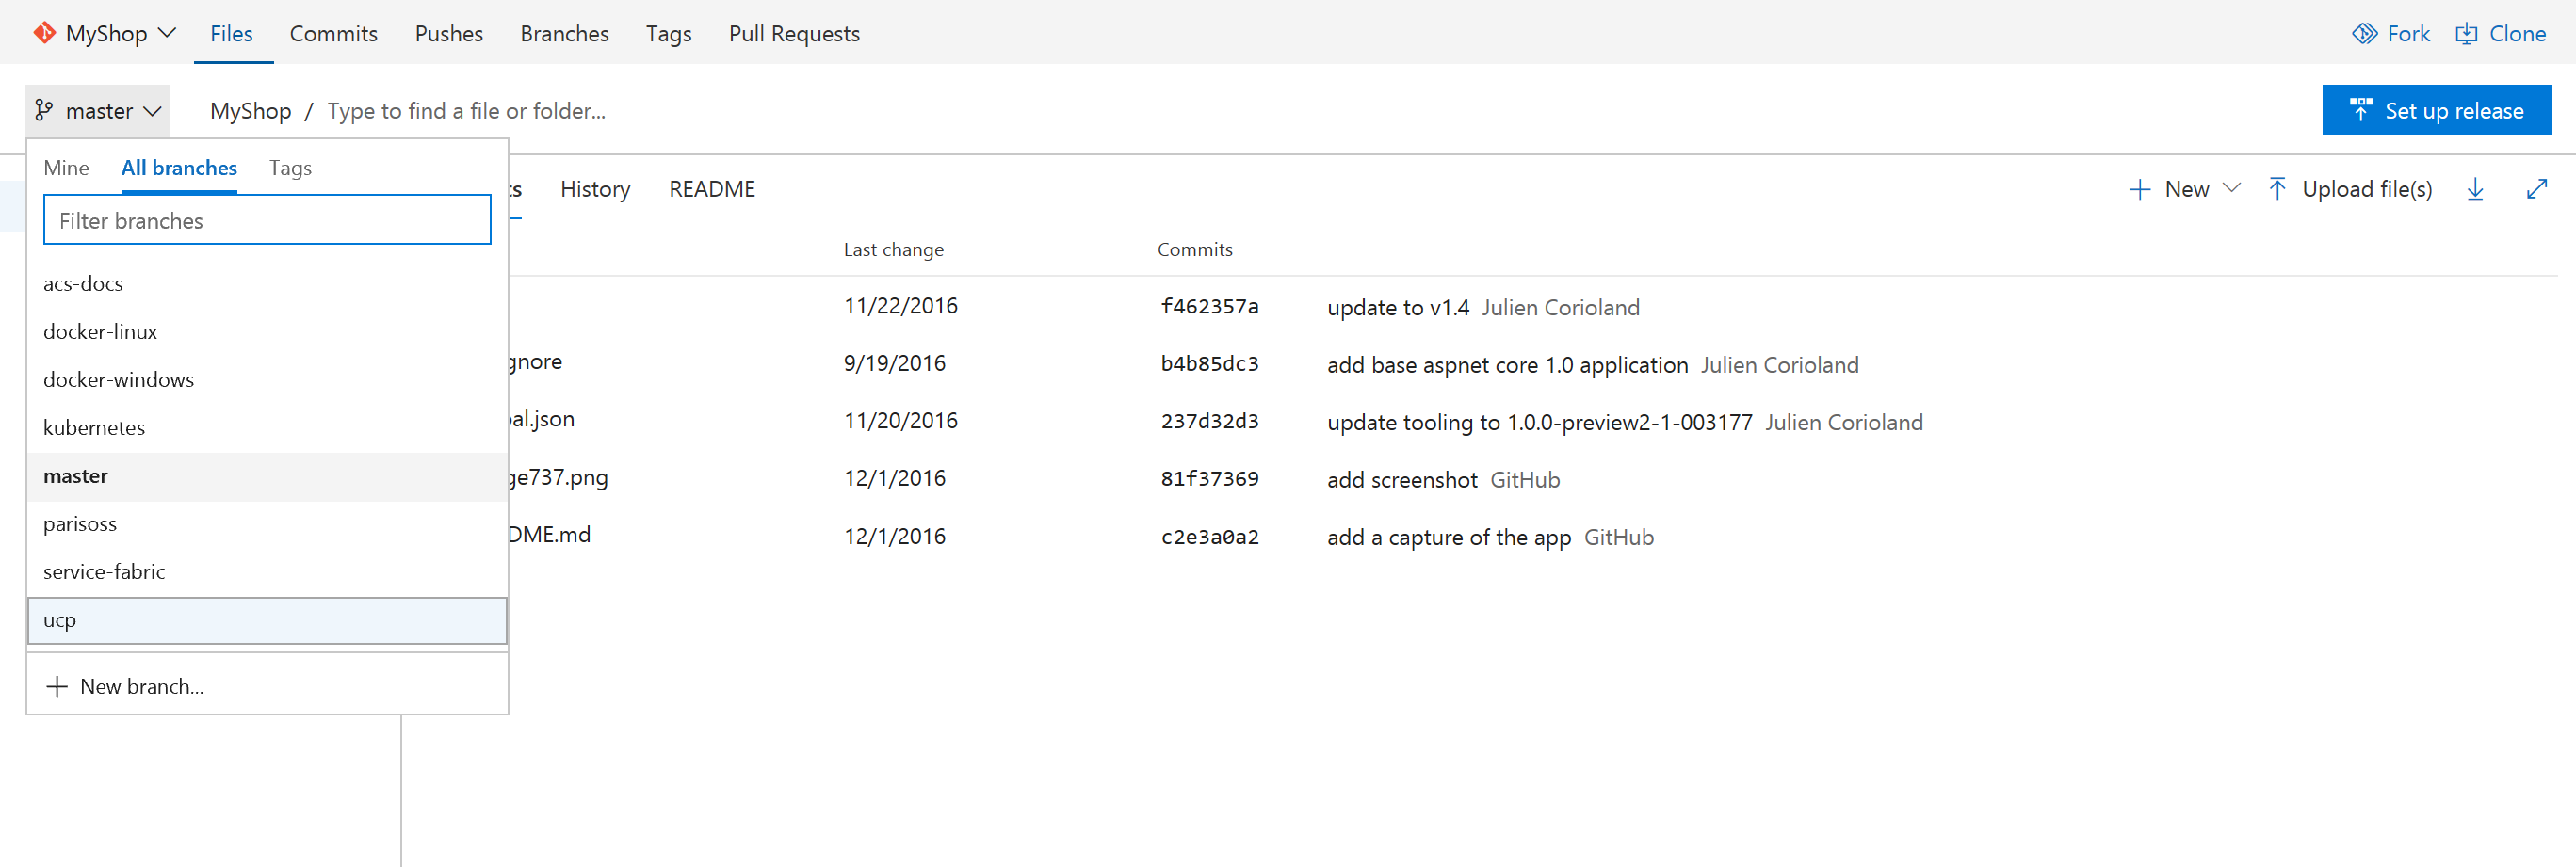 MyShop Files Commits Pushes Branches Tags Pull Requests Fork Clone
master MyShop / Type to find a file or folder... Set up release
Mine All branches Tags
History README New Upload file(s)
Filter branches
Last change Commits
acs-docs
11/22/2016 f462357a update to v1.4 Julien Corioland
docker-linux
gnore 9/19/2016 b4b85dc3 add base aspnet core 1.0 application Julien Corioland
docker-windows
al.json 11/20/2016 237d32d3 update tooling to 1.0.0-preview2-1-003177 Julien Corioland
kubernetes
master
ge737.png 12/1/2016 81f37369 add screenshot GitHub
parisoss
DME.md 12/1/2016 c2e3a0a2 add a capture of the app GitHub
service-fabric
ucp
New branch...